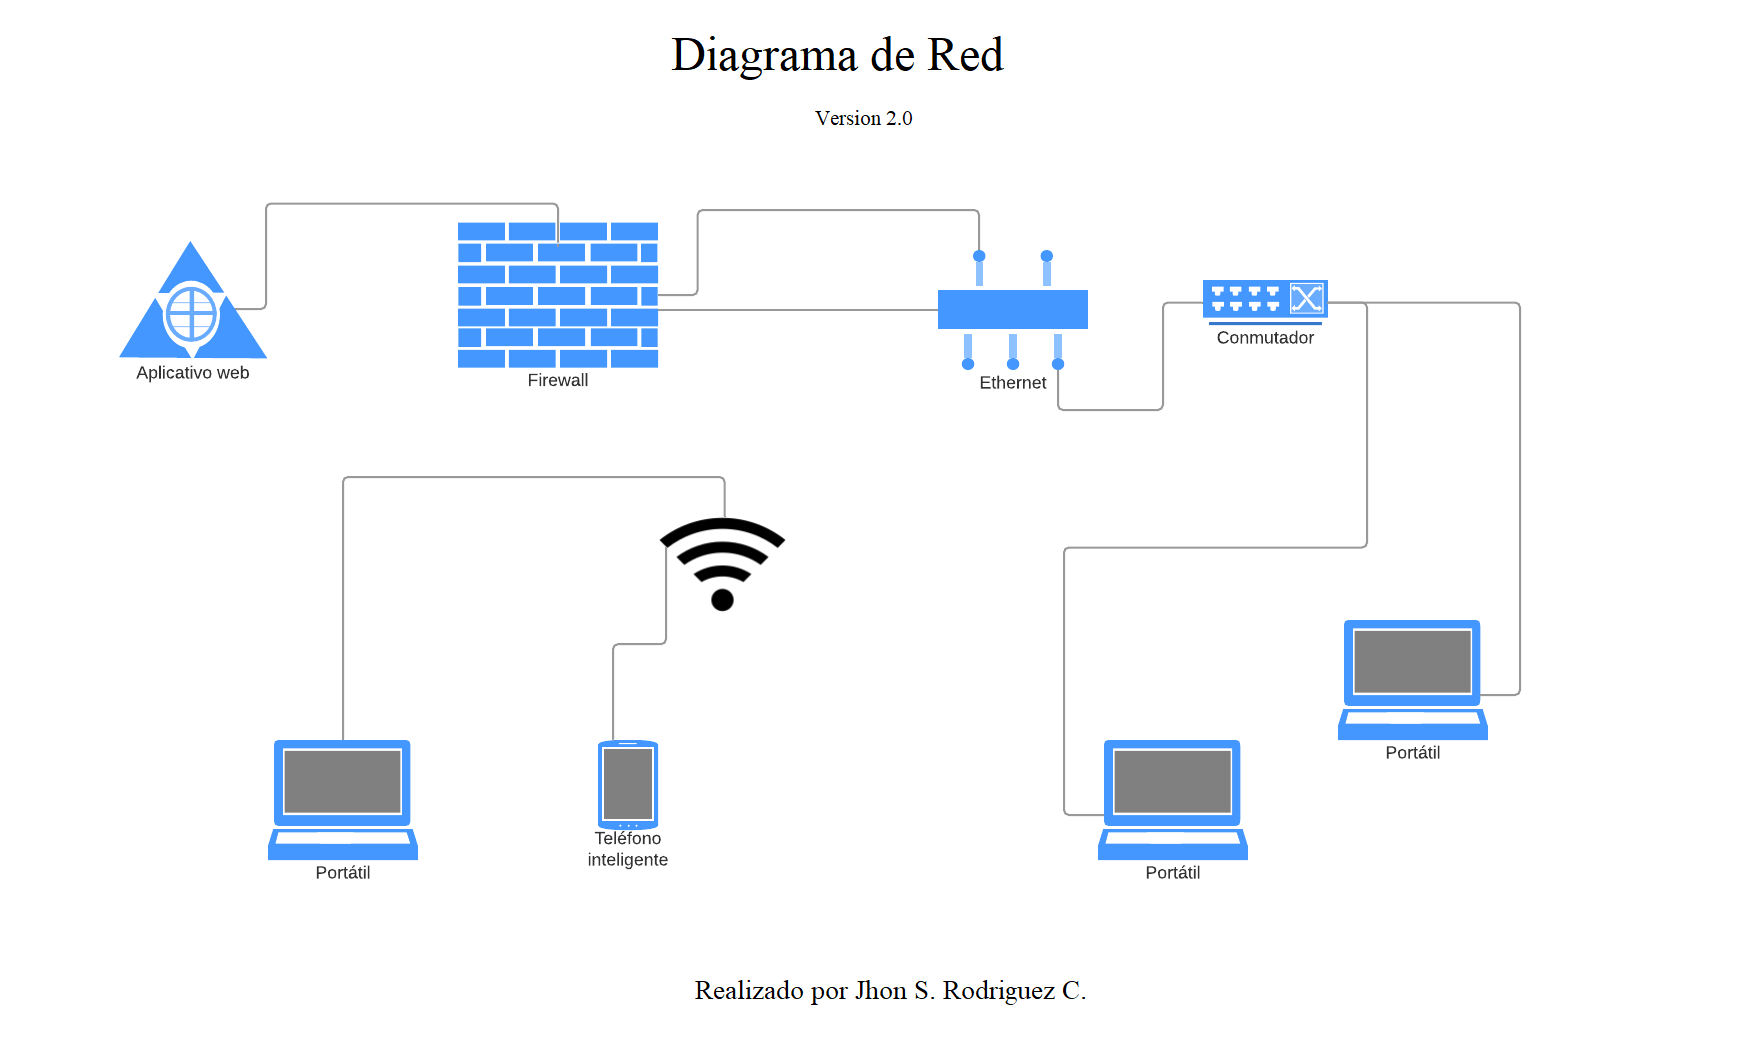 Diagrama de Red
Version 2.0
Aplicativo web
Firewall
Ethernet
Conmutador
Portátil
Teléfono
inteligente
Portátil
Portátil
Realizado por Jhon S. Rodriguez C.